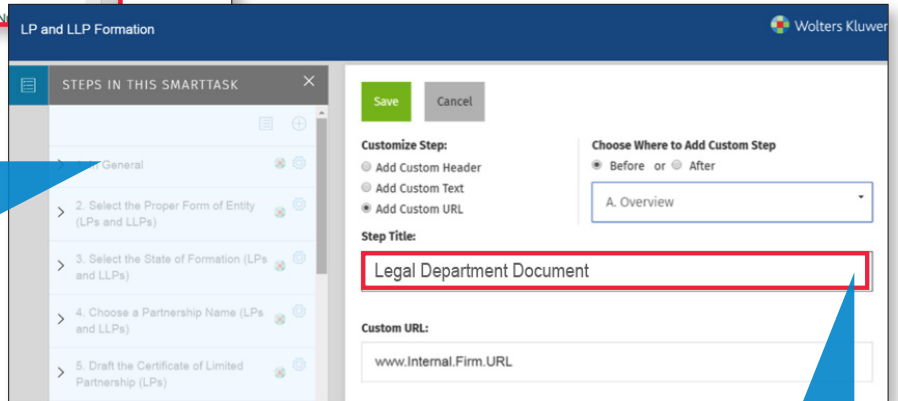 LP and LLP Formation
Wolters Kluwer
STEPS IN THIS SMARTTASK
General
2. Select the Proper Form of Entity
(LPs and LLPs)
3. Select the State of Formation (LPs
and LLPs)
4. Choose a Partnership Name (LPs
and LLPs)
5. Draft the Certificate of Limited
Partnership (LPs)
Save
Cancel
Customize Step:
Add Custom Header
Add Custom Text
Add Custom URL
Choose Where to Add Custom Step
Before or After
A. Overview
Step Title:
Legal Department Document
Custom URL:
www.Internal.Firm.URL